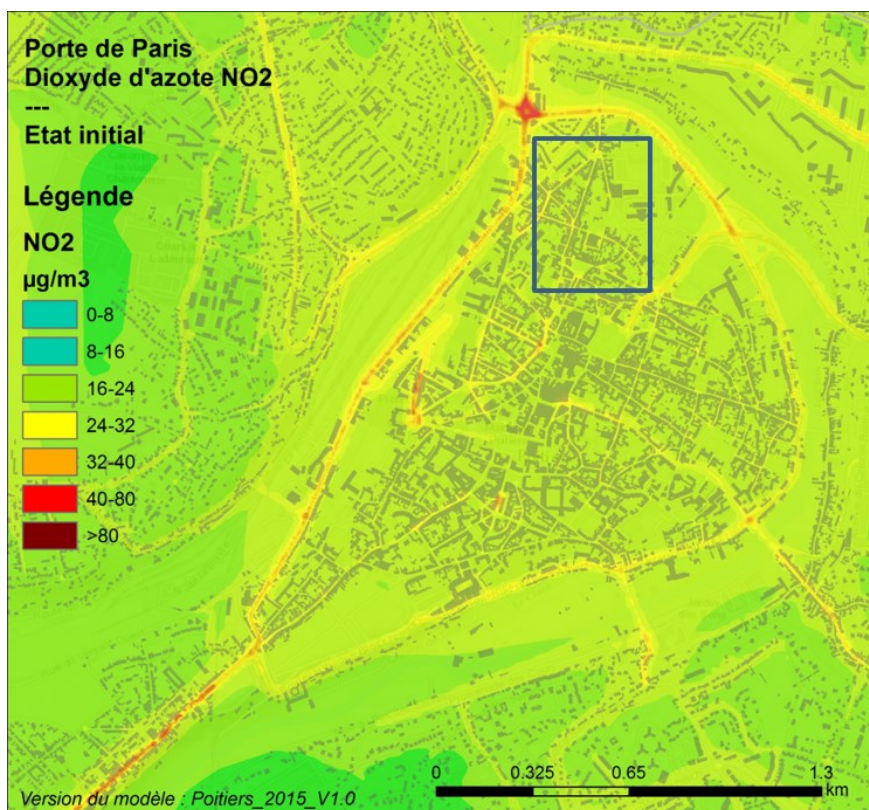 Porte de Paris
Dioxyde d'azote NO2
---
Etat initial
Légende
NO2
µg/m3
0-8
8-16
16-24
24-32
32-40
40-80
>80
0 0.325 0.65 1.3
km
Version du modèle : Poitiers_2015_V1.0